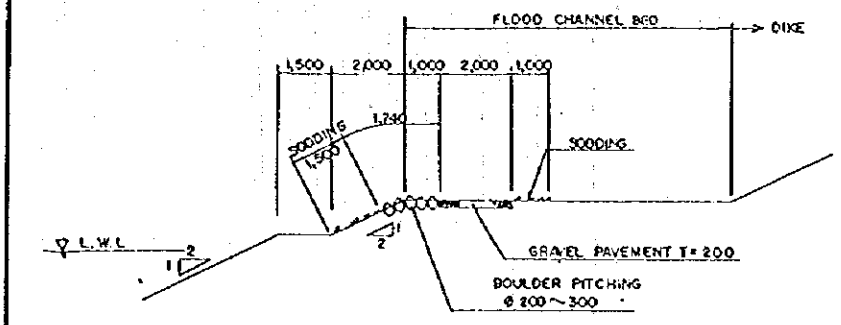 FLOOD CHANNEL BED
DIKE
1,500 2,000 1,000 2,000 1,000
1,740
SODDING
1,500
SODDING
L.W.L
2
1
1
2
GRAVEL PAVEMENT T=200
BOULDER PITCHING
Ø 200~300